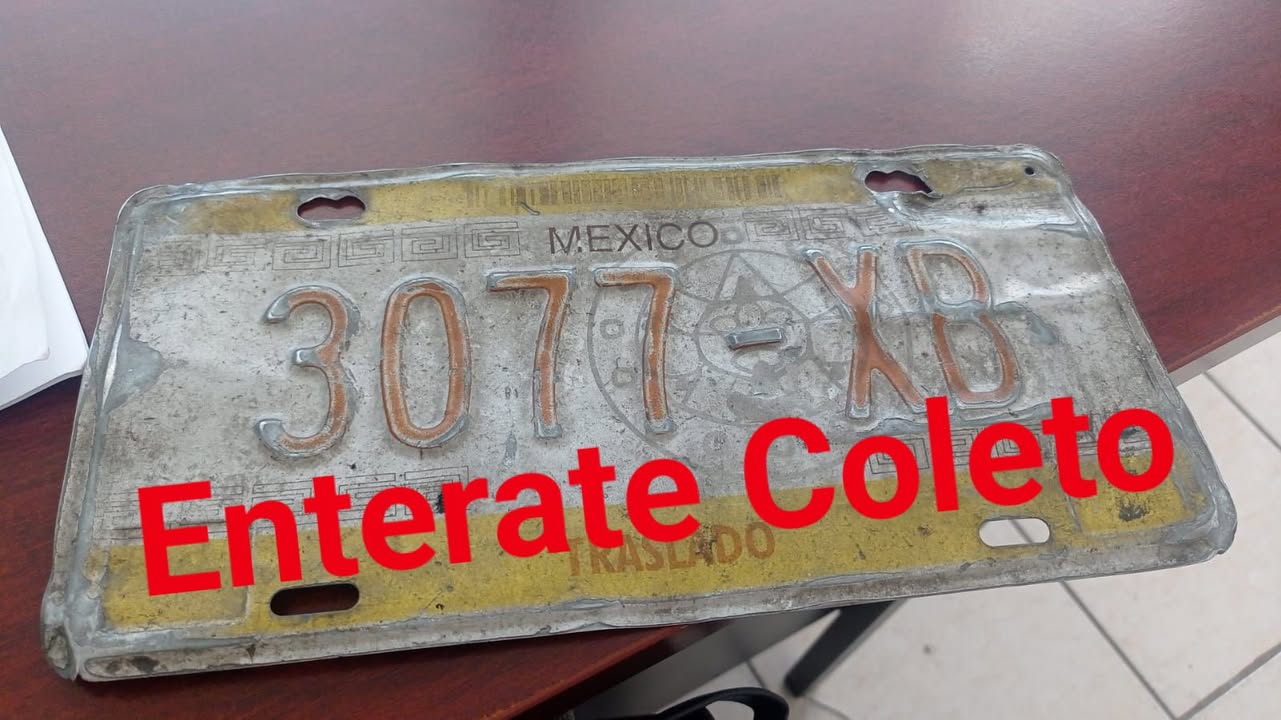 MEXICO
3077-XB
Enterate Coleto
TRASLADO